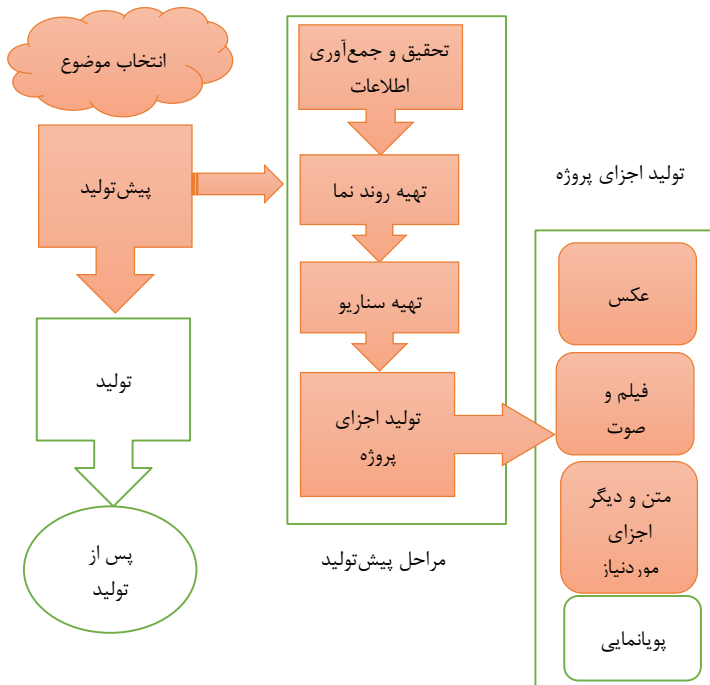 انتخاب موضوع
پیش‌تولید
تولید
پس از
تولید
تحقیق و جمع‌آوری
اطلاعات
تهیه روند نما
تهیه سناریو
تولید اجزای
پروژه
مراحل پیش‌تولید
تولید اجزای پروژه
عکس
فیلم و
صوت
متن و دیگر
اجزای
موردنیاز
پویانمایی